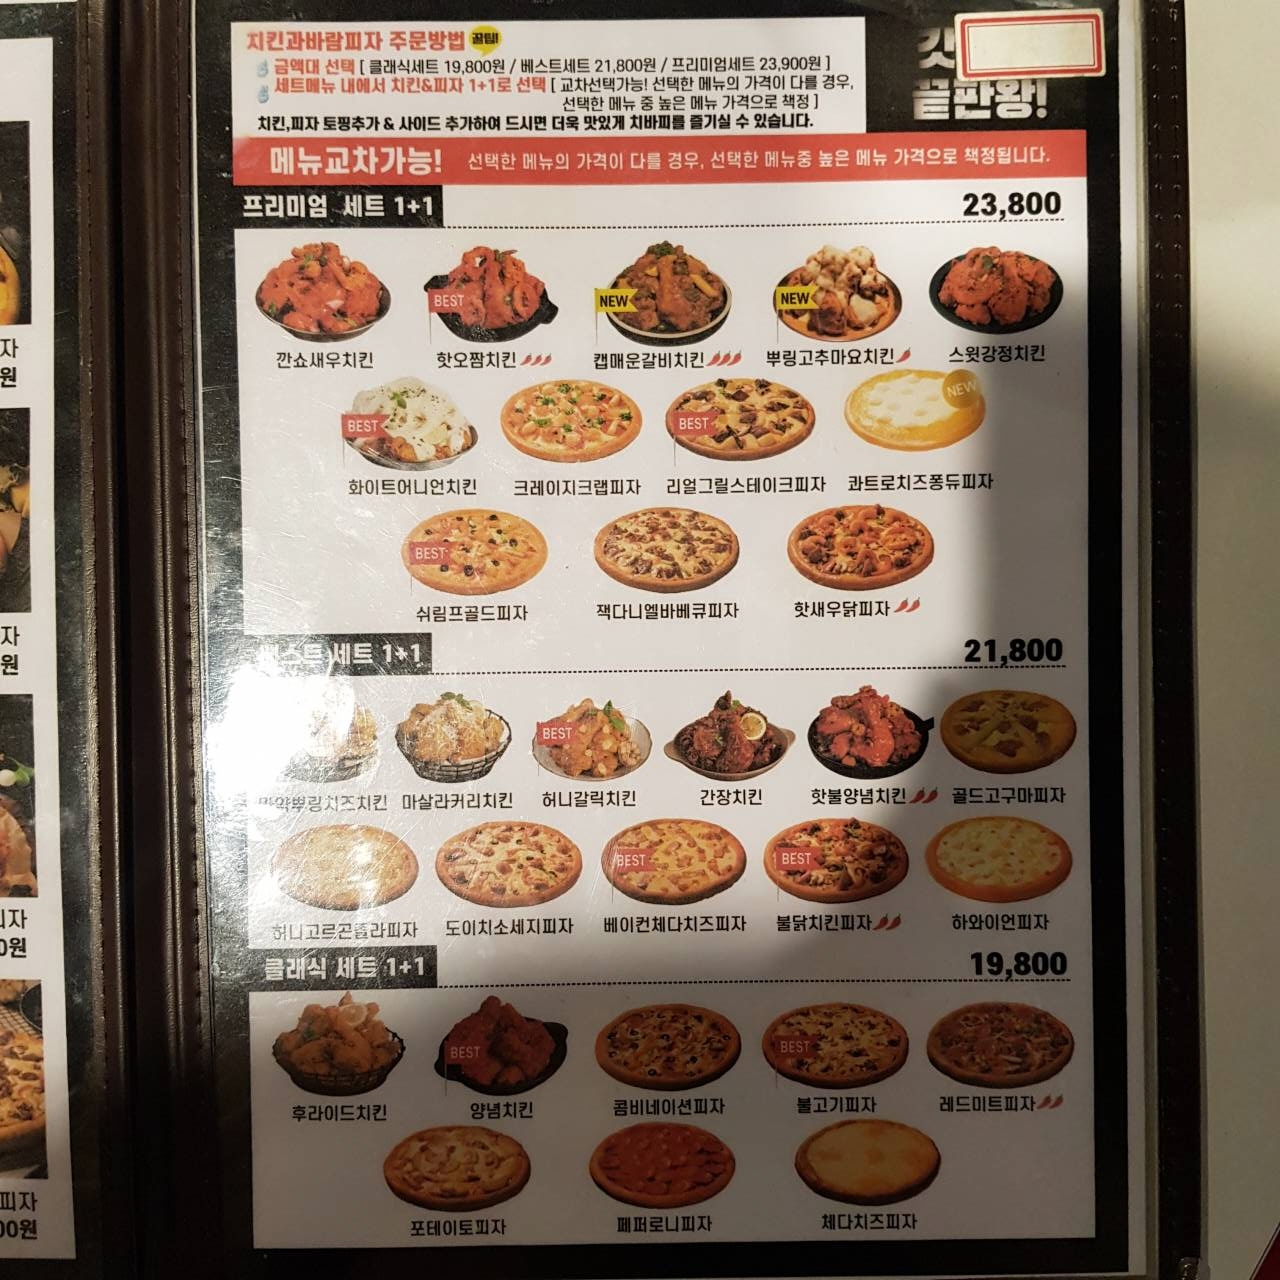 치킨과바람피자 주문방법 꿀팁!
금액대 선택 [ 클래식세트 19,800원 / 베스트세트 21,800원 / 프리미엄세트 23,900원 ]
세트메뉴 내에서 치킨&피자 1+1로 선택 [ 교차선택가능! 선택한 메뉴의 가격이 다를 경우,
선택한 메뉴 중 높은 메뉴 가격으로 책정 ]
치킨,피자 토핑추가 & 사이드 추가하여 드시면 더욱 맛있게 치바피를 즐기실 수 있습니다.
끝판왕!
메뉴교차가능! 선택한 메뉴의 가격이 다를 경우, 선택한 메뉴중 높은 메뉴 가격으로 책정됩니다.
프리미엄 세트 1+1 23,800
BEST NEW NEW
깐쇼새우치킨 핫오짬치킨 캡매운갈비치킨 뿌링고추마요치킨 스윗강정치킨
BEST BEST NEW
화이트어니언치킨 크레이지크랩피자 리얼그릴스테이크피자 콰트로치즈퐁듀피자
BEST
쉬림프골드피자 잭다니엘바베큐피자 핫새우닭피자
베스트 세트 1+1 21,800
BEST
마약뿌링치즈치킨 마살라커리치킨 허니갈릭치킨 간장치킨 핫불양념치킨 골드고구마피자
BEST BEST
허니고르곤졸라피자 도이치소세지피자 베이컨체다치즈피자 불닭치킨피자 하와이언피자
클래식 세트 1+1 19,800
BEST BEST
후라이드치킨 양념치킨 콤비네이션피자 불고기피자 레드미트피자
포테이토피자 페퍼로니피자 체다치즈피자
자
원
자
원
피자
0원
피자
00원